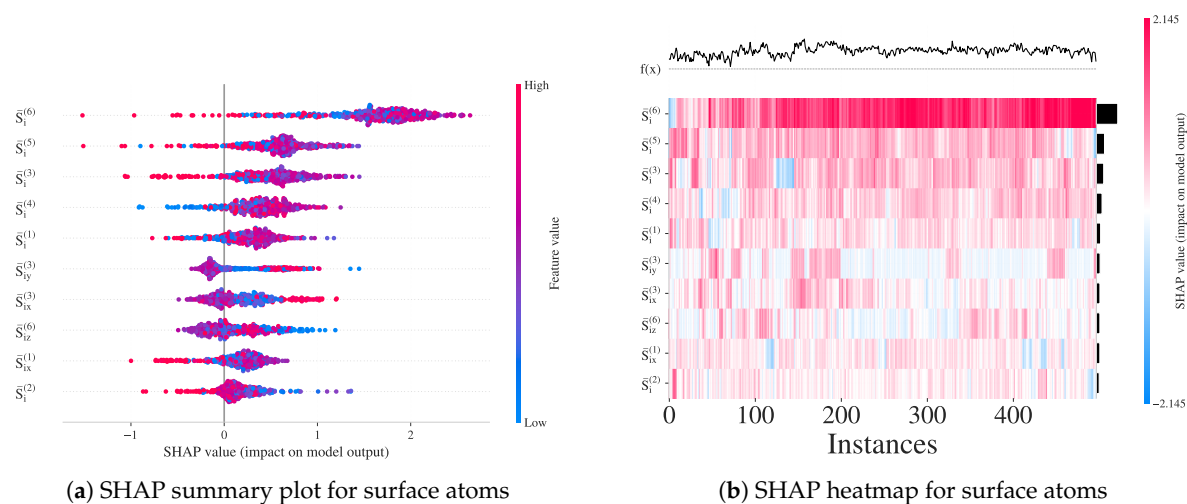 S̄ᵢ⁽⁶⁾
S̄ᵢ⁽⁵⁾
S̄ᵢ⁽³⁾
S̄ᵢ⁽⁴⁾
S̄ᵢ⁽¹⁾
S̄_{iy}⁽³⁾
S̄_{ix}⁽³⁾
S̄_{iz}⁽⁶⁾
S̄_{ix}⁽¹⁾
S̄ᵢ⁽²⁾
−1 0 1 2
SHAP value (impact on model output)
High
Feature value
Low
(a) SHAP summary plot for surface atoms
f(x)
S̄ᵢ⁽⁶⁾
S̄ᵢ⁽⁵⁾
S̄ᵢ⁽³⁾
S̄ᵢ⁽⁴⁾
S̄ᵢ⁽¹⁾
S̄_{iy}⁽³⁾
S̄_{ix}⁽³⁾
S̄_{iz}⁽⁶⁾
S̄_{ix}⁽¹⁾
S̄ᵢ⁽²⁾
0 100 200 300 400
Instances
2.145
SHAP value (impact on model output)
−2.145
(b) SHAP heatmap for surface atoms